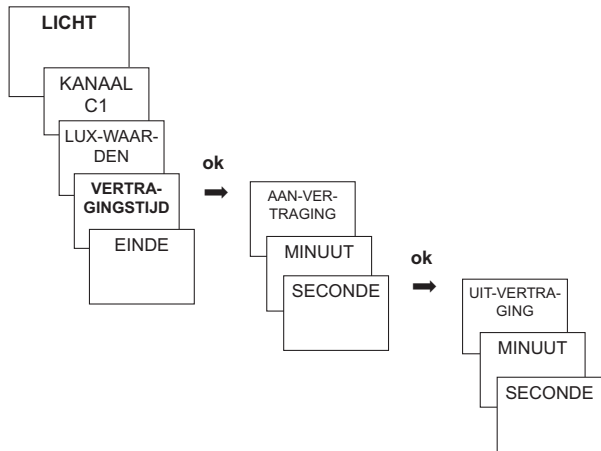 LICHT
KANAAL
C1
LUX-WAAR-
DEN
VERTRA-
GINGSTIJD
EINDE
ok
AAN-VER-
TRAGING
MINUUT
SECONDE
ok
UIT-VERTRA-
GING
MINUUT
SECONDE